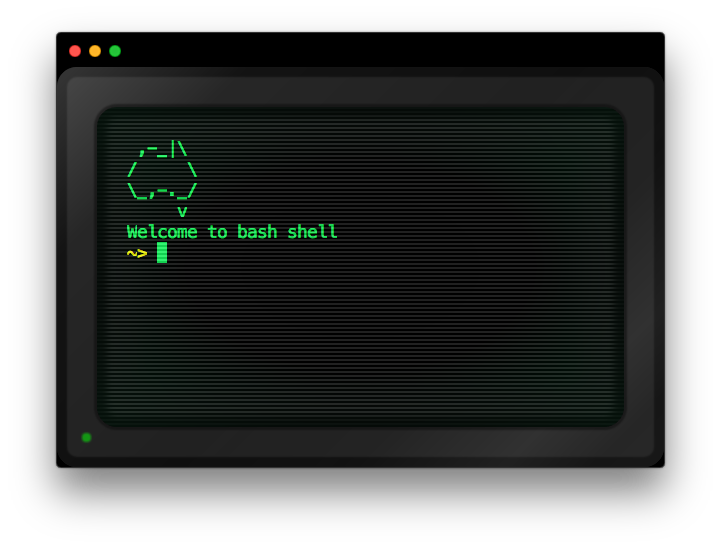 ,-_|\
 /     \
 \_,-._/
      v
Welcome to bash shell
~>